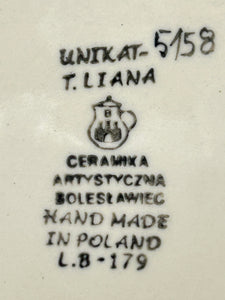 UNIKAT-5158
T. LIANA
CERAMIKA
ARTYSTYCZNA
BOLESŁAWIEC
HAND MADE
IN POLAND
L.B-179